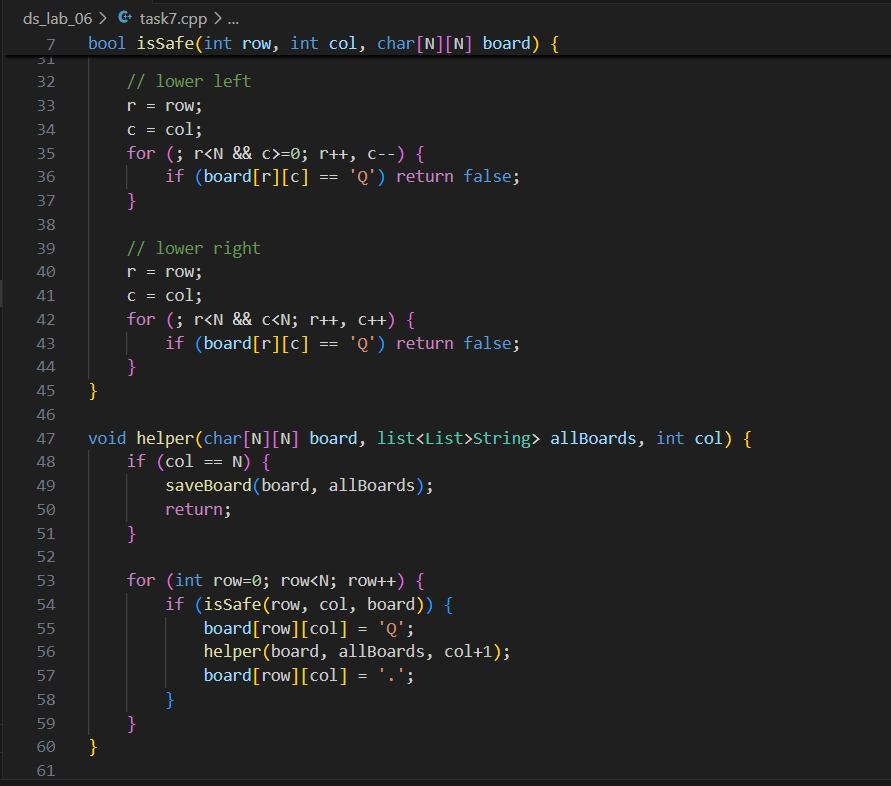 ds_lab_06 > task7.cpp > ...
7 bool isSafe(int row, int col, char[N][N] board) {
31
32 // lower left
33 r = row;
34 c = col;
35 for (; r<N && c>=0; r++, c--) {
36 if (board[r][c] == 'Q') return false;
37 }
38
39 // lower right
40 r = row;
41 c = col;
42 for (; r<N && c<N; r++, c++) {
43 if (board[r][c] == 'Q') return false;
44 }
45 }
46
47 void helper(char[N][N] board, list<List>String> allBoards, int col) {
48 if (col == N) {
49 saveBoard(board, allBoards);
50 return;
51 }
52
53 for (int row=0; row<N; row++) {
54 if (isSafe(row, col, board)) {
55 board[row][col] = 'Q';
56 helper(board, allBoards, col+1);
57 board[row][col] = '.';
58 }
59 }
60 }
61